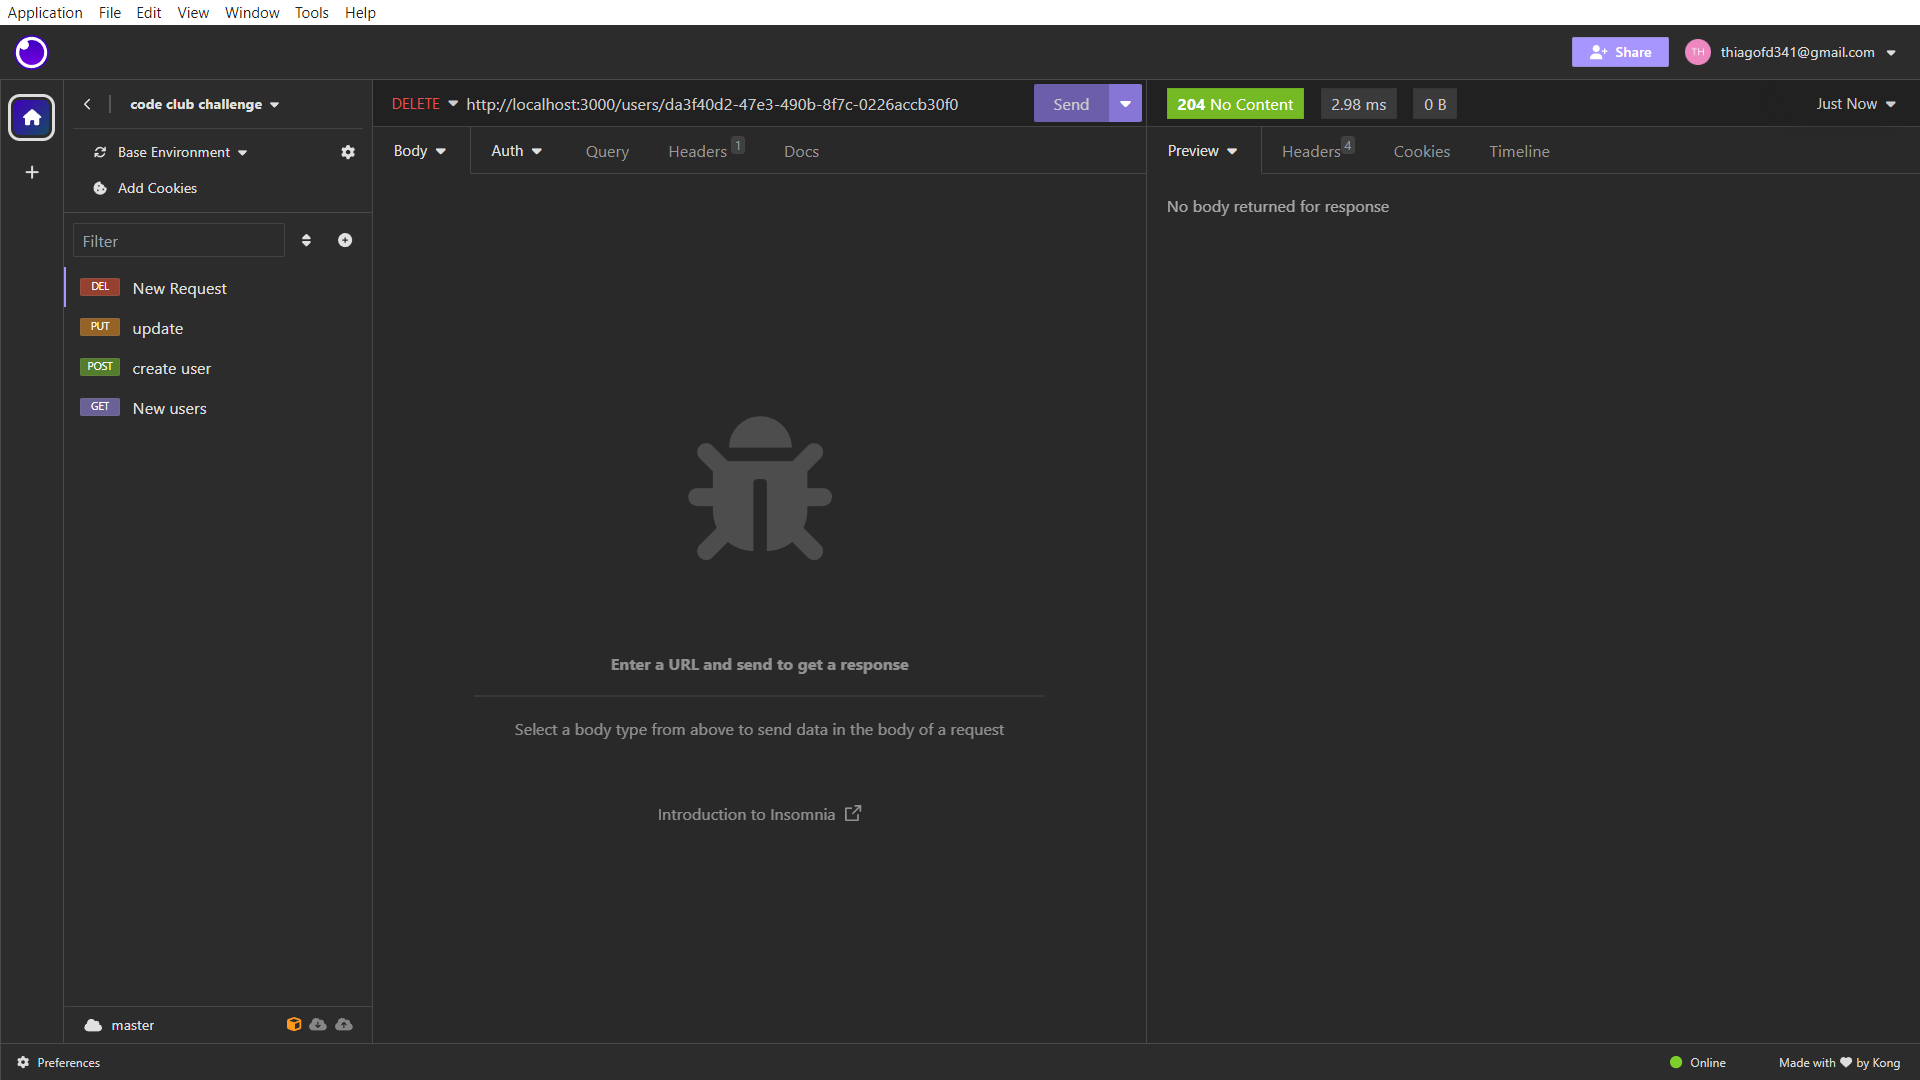 Application File Edit View Window Tools Help
Share
TH
thiagofd341@gmail.com
code club challenge
Base Environment
Add Cookies
Filter
DEL New Request
PUT update
POST create user
GET New users
master
DELETE http://localhost:3000/users/da3f40d2-47e3-490b-8f7c-0226accb30f0 Send
Body Auth Query Headers 1 Docs
Enter a URL and send to get a response
Select a body type from above to send data in the body of a request
Introduction to Insomnia
204 No Content 2.98 ms 0 B Just Now
Preview Headers 4 Cookies Timeline
No body returned for response
Preferences
Online
Made with by Kong